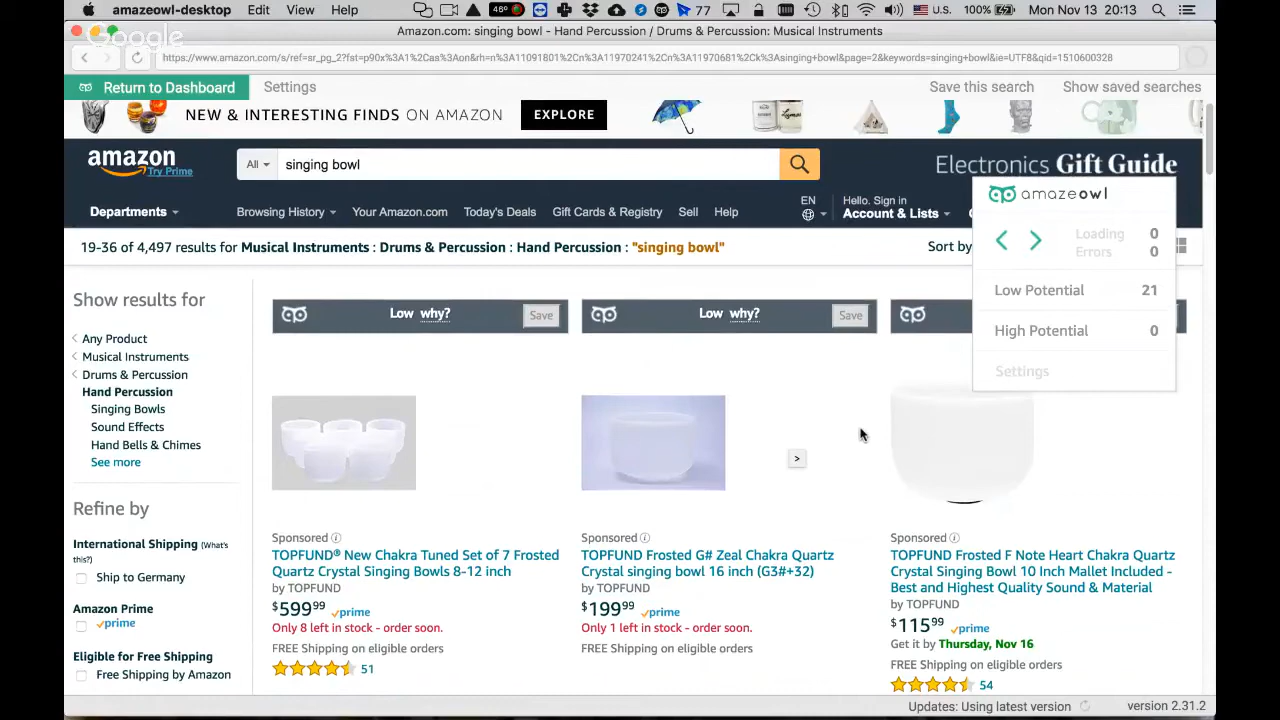 amazeowl-desktop Edit View Help 46° 77 U.S. 100% Mon Nov 13 20:13
Google
Amazon.com: singing bowl - Hand Percussion / Drums & Percussion: Musical Instruments
https://www.amazon.com/s/ref=sr_pg_2?fst=p90x%3A1%2Cas%3Aon&rh=n%3A11091801%2Cn%3A11970241%2Cn%3A11970681%2Ck%3Asinging+bowl&page=2&keywords=singing+bowl&ie=UTF8&qid=1510600328
Return to Dashboard Settings Save this search Show saved searches
NEW & INTERESTING FINDS ON AMAZON EXPLORE
amazon Try Prime
All singing bowl
Electronics Gift Guide
Departments Browsing History Your Amazon.com Today's Deals Gift Cards & Registry Sell Help EN Hello. Sign in Account & Lists
19-36 of 4,497 results for Musical Instruments : Drums & Percussion : Hand Percussion : "singing bowl" Sort by
amazeowl
Loading 0
Errors 0
Low Potential 21
High Potential 0
Settings
Show results for
Any Product
Musical Instruments
Drums & Percussion
Hand Percussion
Singing Bowls
Sound Effects
Hand Bells & Chimes
See more
Refine by
International Shipping (What's this?)
Ship to Germany
Amazon Prime
prime
Eligible for Free Shipping
Free Shipping by Amazon
Low why? Save
Low why? Save
>
Sponsored
TOPFUND® New Chakra Tuned Set of 7 Frosted
Quartz Crystal Singing Bowls 8-12 inch
by TOPFUND
$599 99 prime
Only 8 left in stock - order soon.
FREE Shipping on eligible orders
51
Sponsored
TOPFUND Frosted G# Zeal Chakra Quartz
Crystal singing bowl 16 inch (G3#+32)
by TOPFUND
$199 99 prime
Only 1 left in stock - order soon.
FREE Shipping on eligible orders
Sponsored
TOPFUND Frosted F Note Heart Chakra Quartz
Crystal Singing Bowl 10 Inch Mallet Included -
Best and Highest Quality Sound & Material
by TOPFUND
$115 99 prime
Get it by Thursday, Nov 16
FREE Shipping on eligible orders
54
Updates: Using latest version version 2.31.2